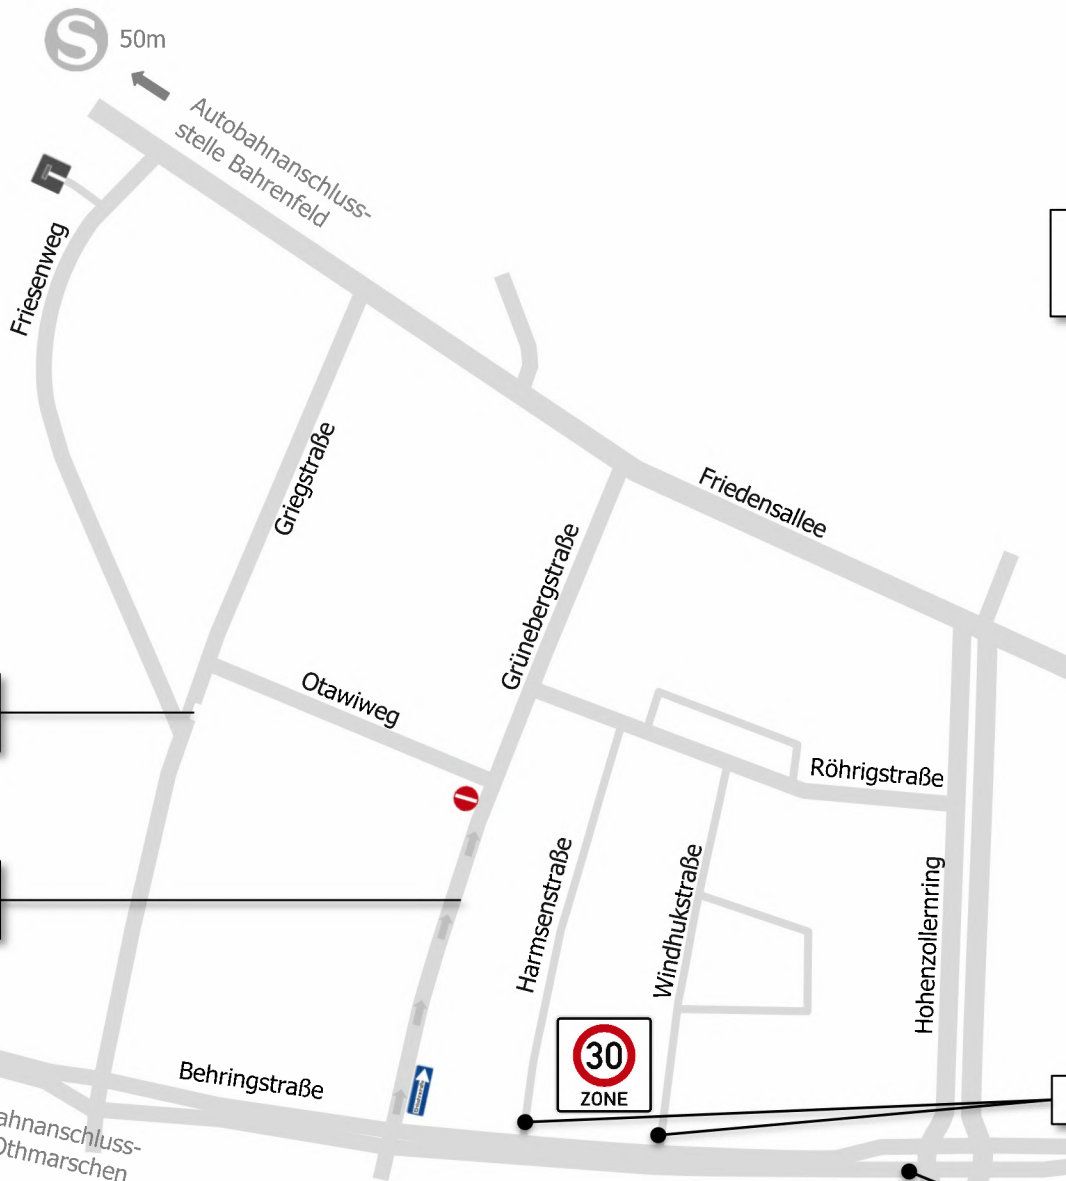 S
50m
Autobahnanschluss-
stelle Bahrenfeld
Friesenweg
Griegstraße
Friedensallee
Grünebergstraße
Otawiweg
Röhrigstraße
Harmsenstraße
Windhukstraße
Hohenzollernring
30
ZONE
Behringstraße
ahnanschluss-
Othmarschen